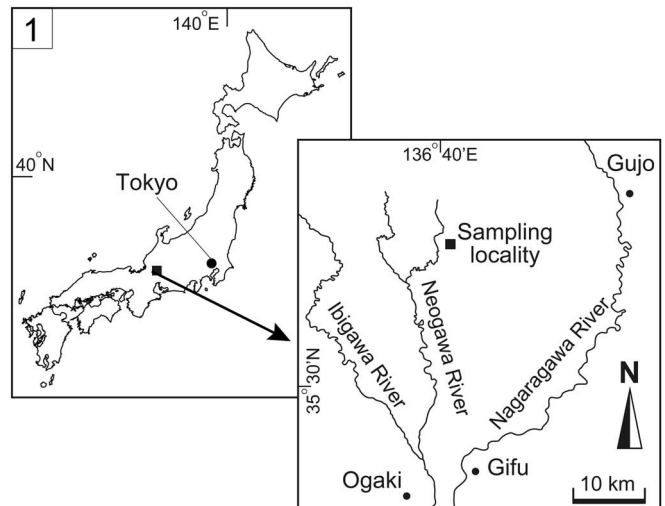 1
140°E
40°N
Tokyo
136°40'E
Gujo
Sampling
locality
Ibigawa River
Neogawa River
Nagaragawa River
35°30'N
N
Ogaki
Gifu
10 km